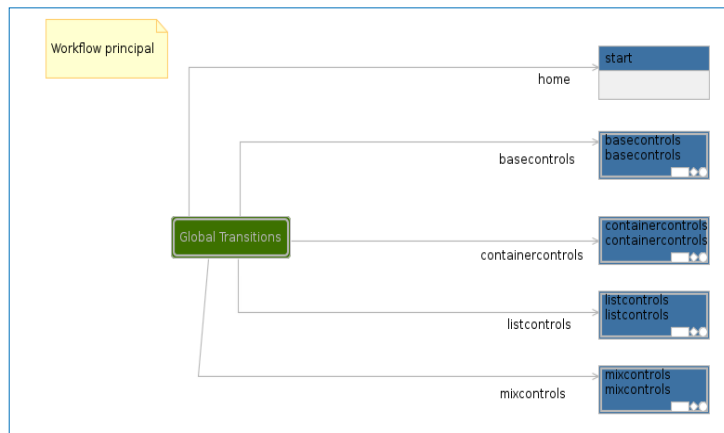 Workflow principal
start
home
basecontrols
basecontrols
basecontrols
Global Transitions
containercontrols
containercontrols
containercontrols
listcontrols
listcontrols
listcontrols
mixcontrols
mixcontrols
mixcontrols